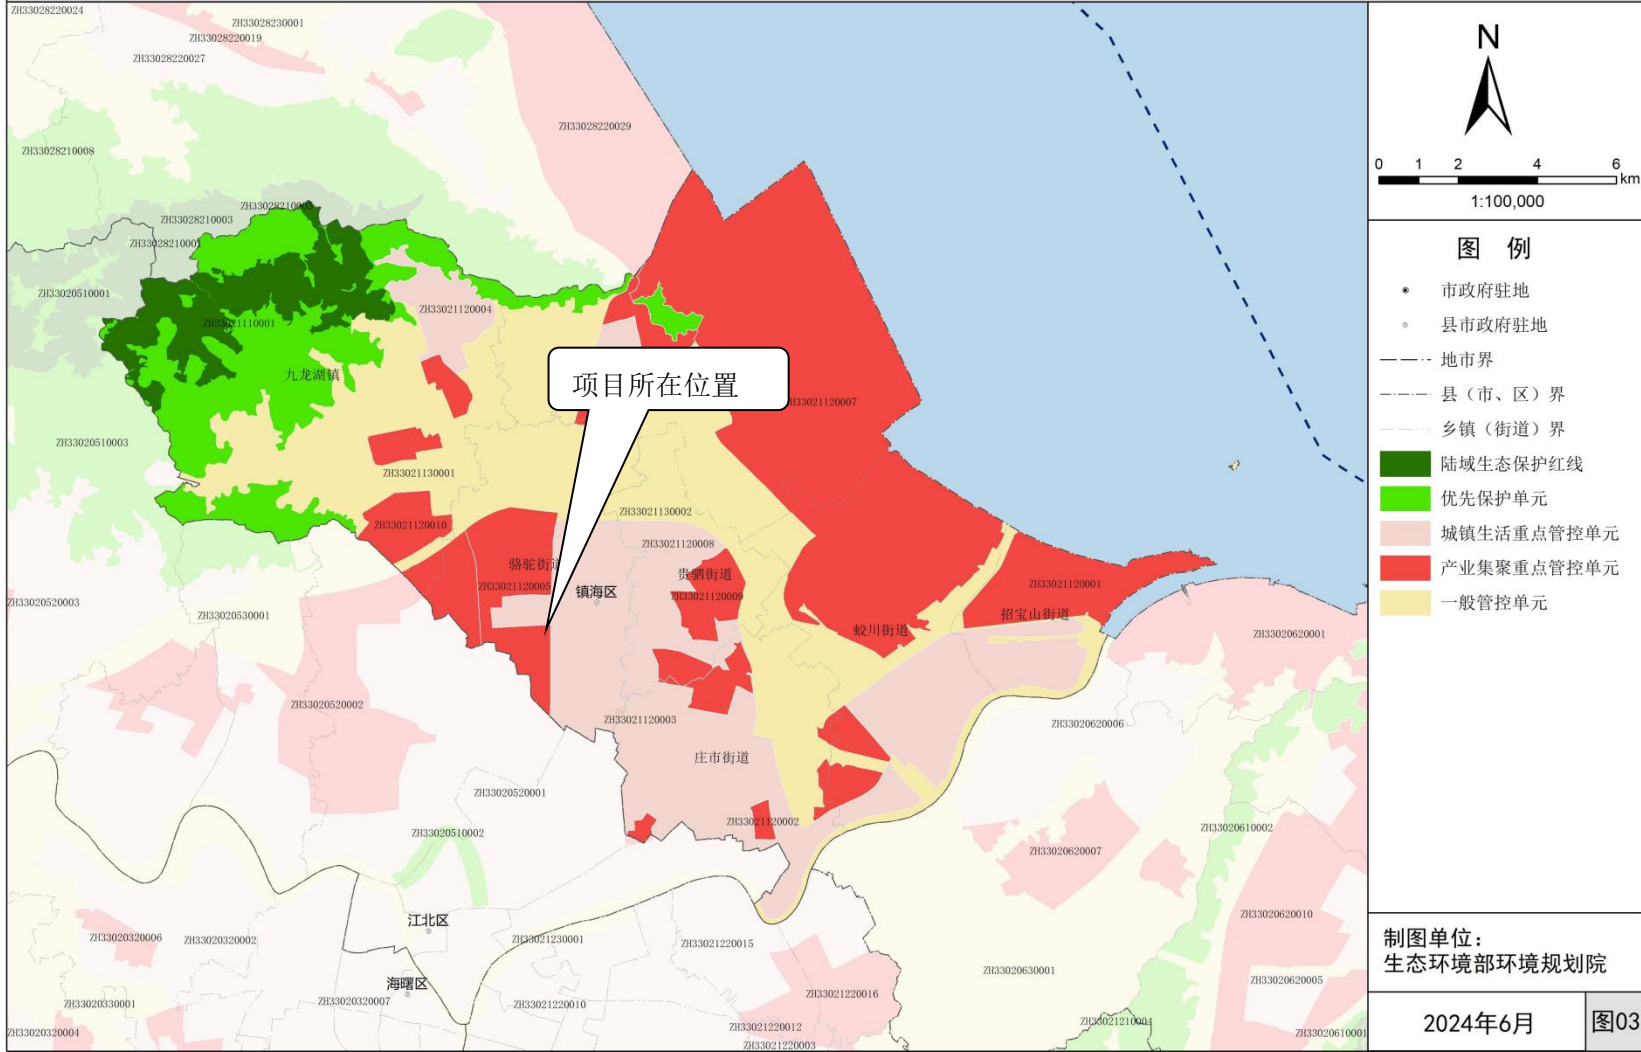 ZH33028220024
ZH33028230001
ZH33028220019
ZH33028220027
ZH33028220029
ZH33028210008
ZH33028210005
ZH33028210003
ZH33028210001
ZH33020510001
ZH33021110001
ZH33021120004
九龙湖镇
项目所在位置
ZH33021120007
ZH33020510003
ZH33021130001
ZH33021130002
ZH33021120010
ZH33021120008
骆驼街道
贵驷街道
ZH33021120005
镇海区
ZH33021120009
ZH33021120001
招宝山街道
蛟川街道
ZH33020520003
ZH33020530001
ZH33020620001
ZH33020520002
ZH33021120003
ZH33020620006
庄市街道
ZH33020520001
ZH33020510002
ZH33021120002
ZH33020610002
ZH33020620007
江北区
ZH33020620010
ZH33020320006
ZH33020320002
ZH33021230001
ZH33021220015
ZH33020630001
海曙区
ZH33020620005
ZH33020330001
ZH33020320007
ZH33021220010
ZH33021220016
ZH33020320004
ZH33021220012
ZH33021220003
ZH33021210004
ZH33020610001
N
0 1 2 4 6
km
1:100,000
图 例
市政府驻地
县市政府驻地
地市界
县（市、区）界
乡镇（街道）界
陆域生态保护红线
优先保护单元
城镇生活重点管控单元
产业集聚重点管控单元
一般管控单元
制图单位：
生态环境部环境规划院
2024年6月
图03